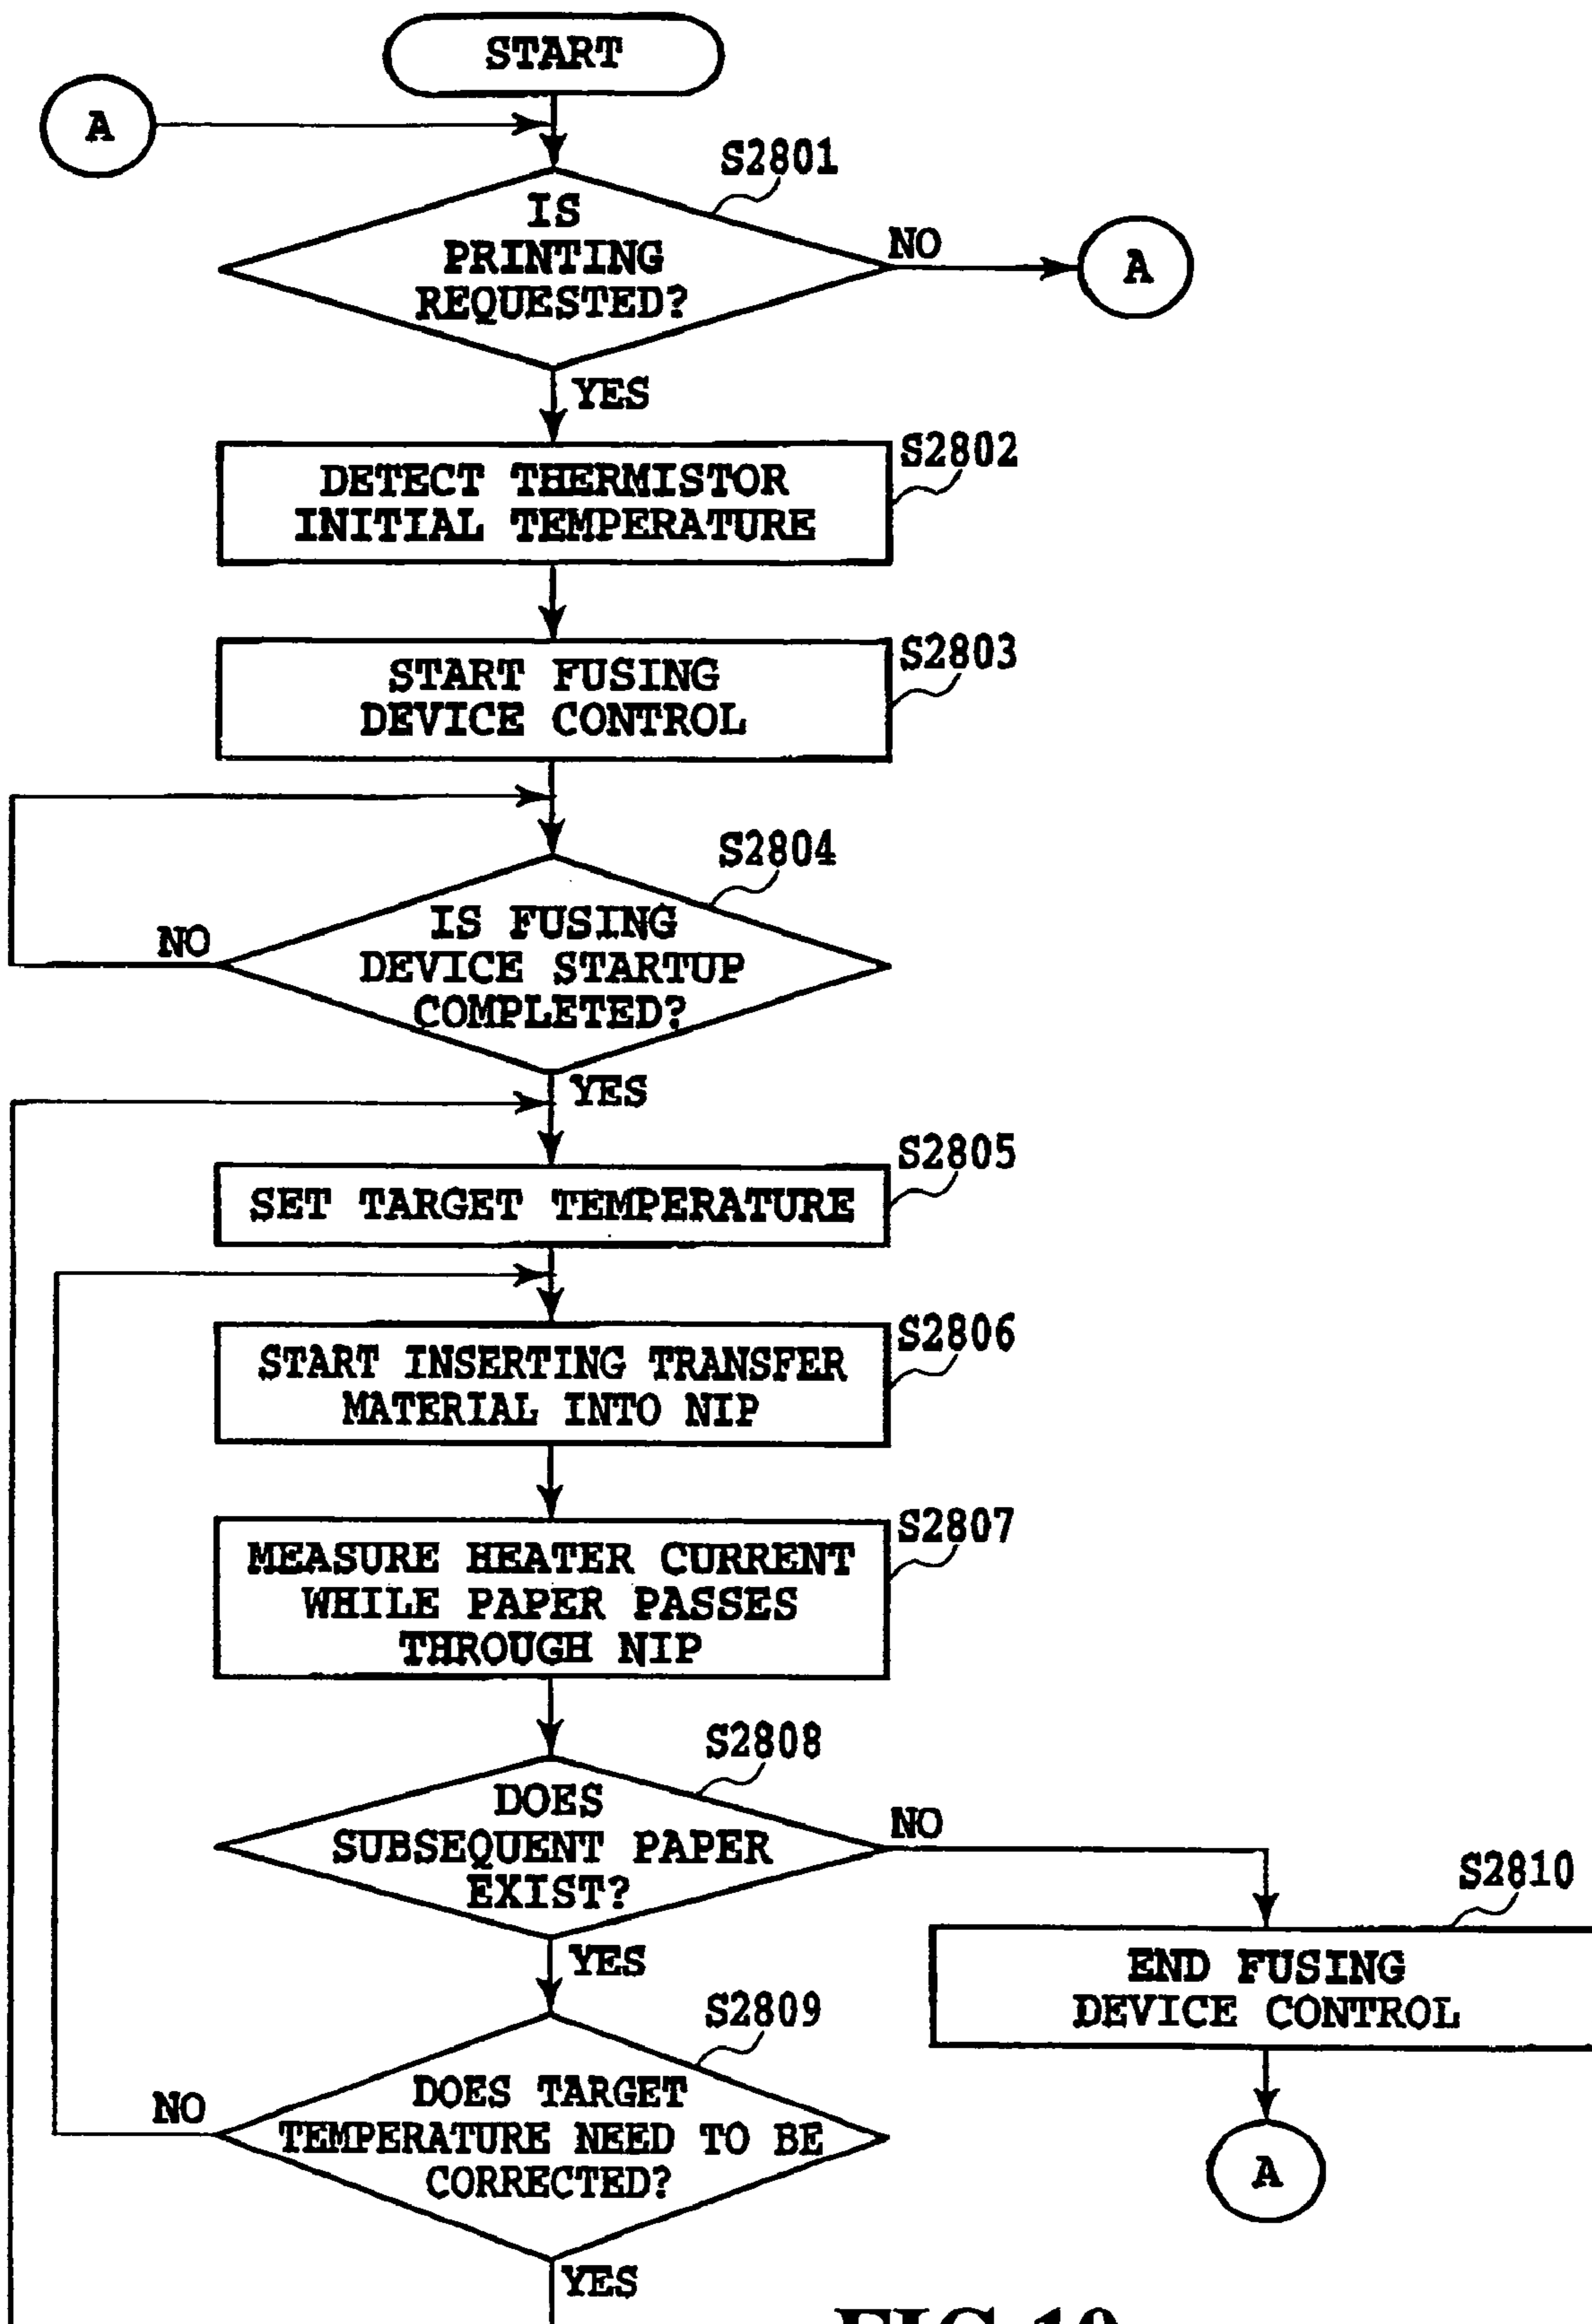 START
A
S2801
IS
PRINTING
REQUESTED?
NO
A
YES
S2802
DETECT THERMISTOR
INITIAL TEMPERATURE
S2803
START FUSING
DEVICE CONTROL
S2804
IS FUSING
DEVICE STARTUP
COMPLETED?
NO
YES
S2805
SET TARGET TEMPERATURE
S2806
START INSERTING TRANSFER
MATERIAL INTO NIP
S2807
MEASURE HEATER CURRENT
WHILE PAPER PASSES
THROUGH NIP
S2808
DOES
SUBSEQUENT PAPER
EXIST?
NO
S2810
END FUSING
DEVICE CONTROL
A
YES
S2809
DOES TARGET
TEMPERATURE NEED TO BE
CORRECTED?
NO
YES